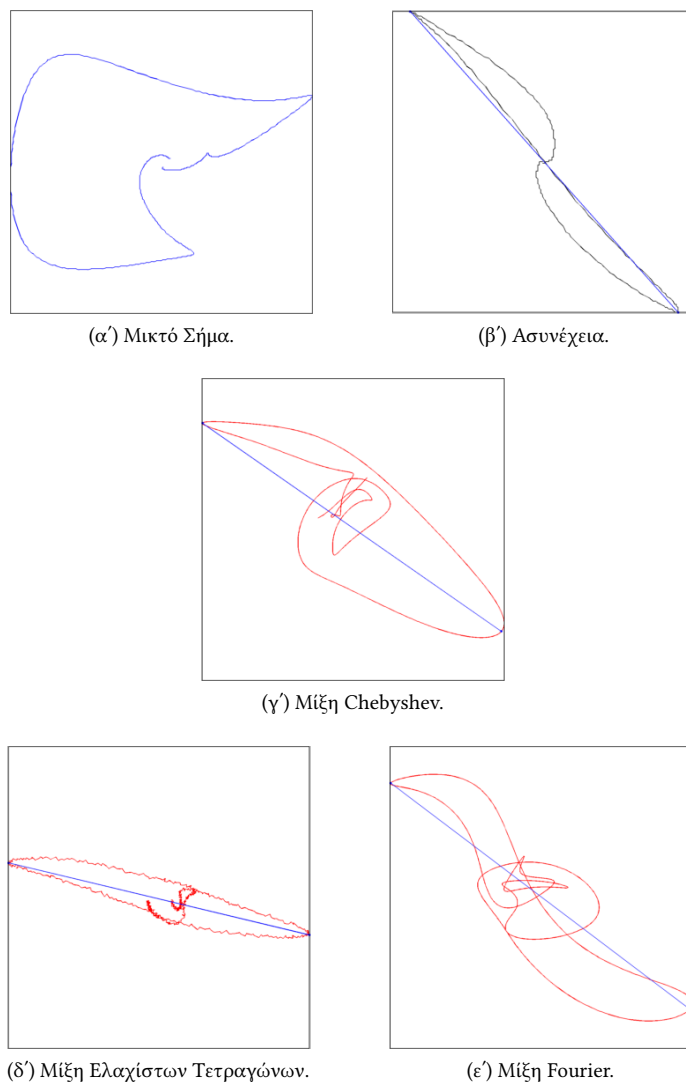 (α′) Μικτό Σήμα.
(β′) Ασυνέχεια.
(γ′) Μίξη Chebyshev.
(δ′) Μίξη Ελαχίστων Τετραγώνων.
(ε′) Μίξη Fourier.